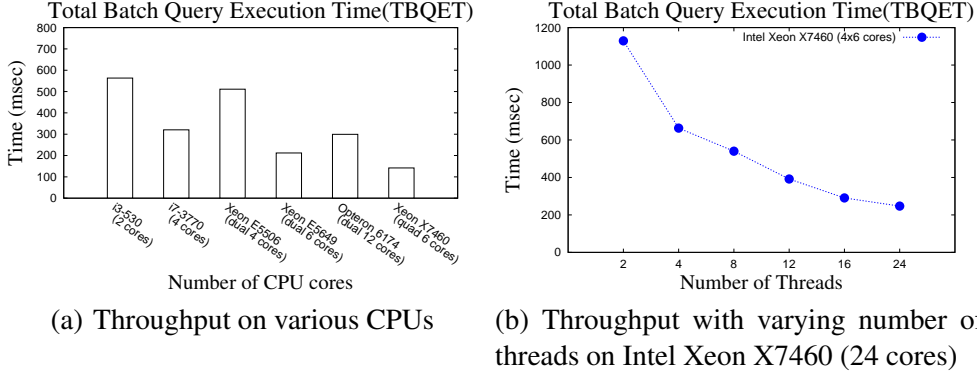 Total Batch Query Execution Time(TBQET)
Time (msec)
800
700
600
500
400
300
200
100
0
i3-530
(2 cores)
i7-3770
(4 cores)
Xeon E5506
(dual 4 cores)
Xeon E5649
(dual 6 cores)
Opteron 6174
(dual 12 cores)
Xeon X7460
(quad 6 cores)
Number of CPU cores
(a) Throughput on various CPUs
Total Batch Query Execution Time(TBQET)
Intel Xeon X7460 (4x6 cores)
Time (msec)
1200
1000
800
600
400
200
0
2 4 8 12 16 24
Number of Threads
(b) Throughput with varying number of
threads on Intel Xeon X7460 (24 cores)